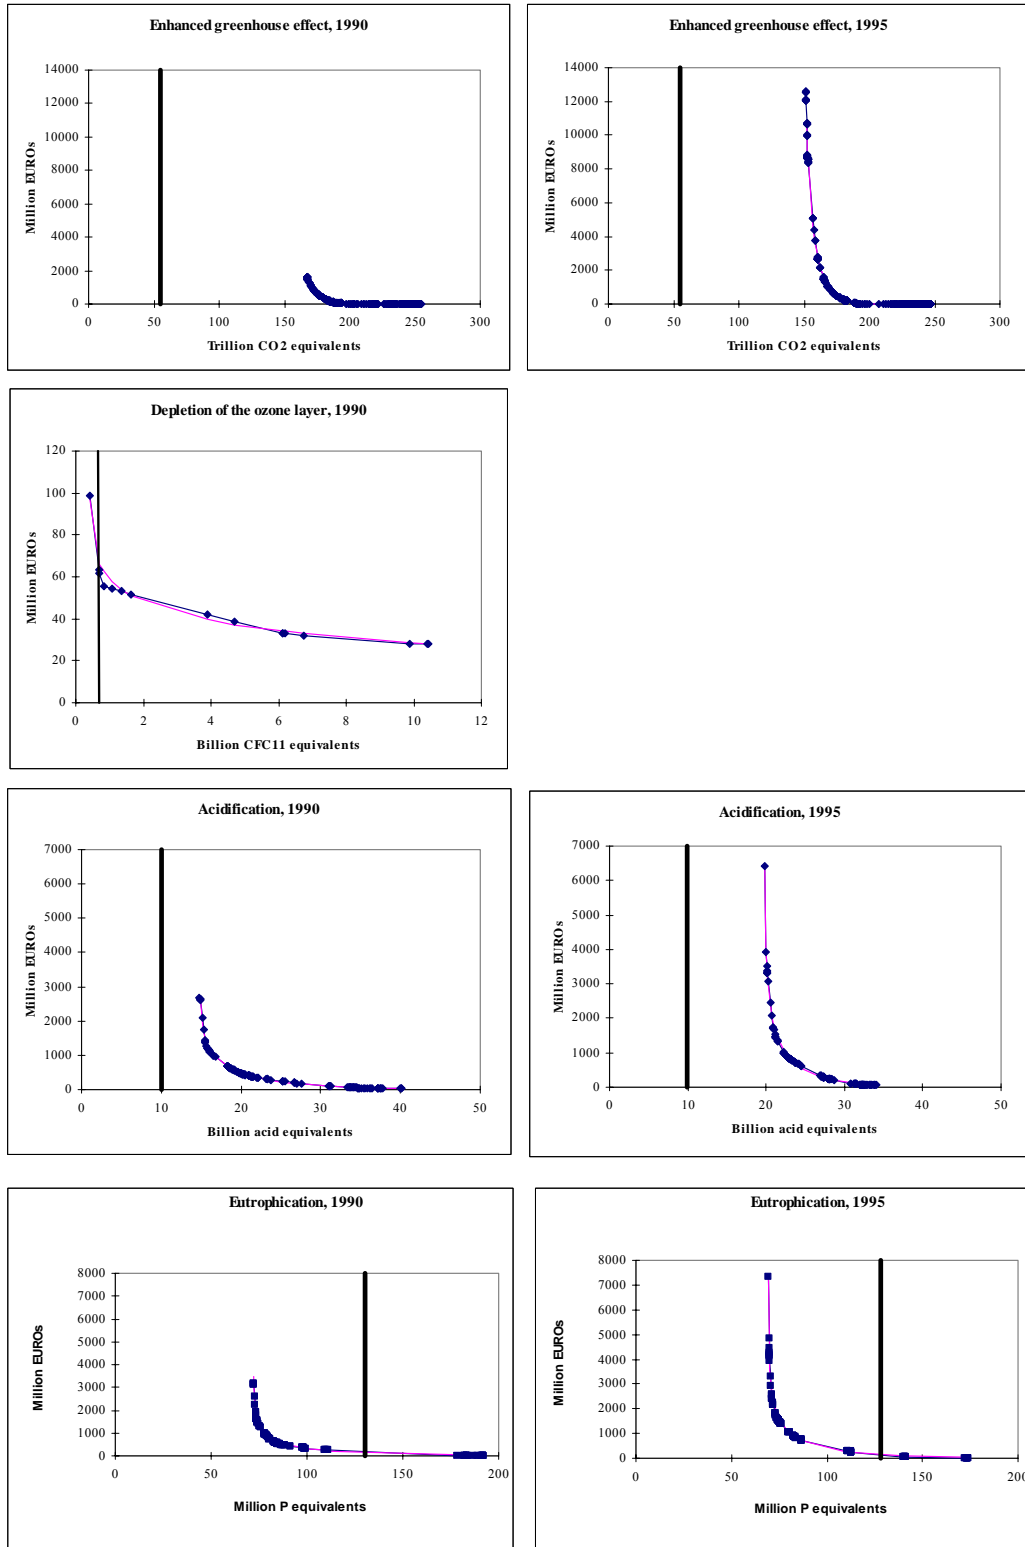 Enhanced greenhouse effect, 1990
Million EUROs
14000
12000
10000
8000
6000
4000
2000
0
0 50 100 150 200 250 300
Trillion CO2 equivalents
Enhanced greenhouse effect, 1995
Million EUROs
14000
12000
10000
8000
6000
4000
2000
0
0 50 100 150 200 250 300
Trillion CO2 equivalents
Depletion of the ozone layer, 1990
Million EUROs
120
100
80
60
40
20
0
0 2 4 6 8 10 12
Billion CFC11 equivalents
Acidification, 1990
Million EUROs
7000
6000
5000
4000
3000
2000
1000
0
0 10 20 30 40 50
Billion acid equivalents
Acidification, 1995
Million EUROs
7000
6000
5000
4000
3000
2000
1000
0
0 10 20 30 40 50
Billion acid equivalents
Eutrophication, 1990
Million EUROs
8000
7000
6000
5000
4000
3000
2000
1000
0
0 50 100 150 200
Million P equivalents
Eutrophication, 1995
Million EUROs
8000
7000
6000
5000
4000
3000
2000
1000
0
0 50 100 150 200
Million P equivalents